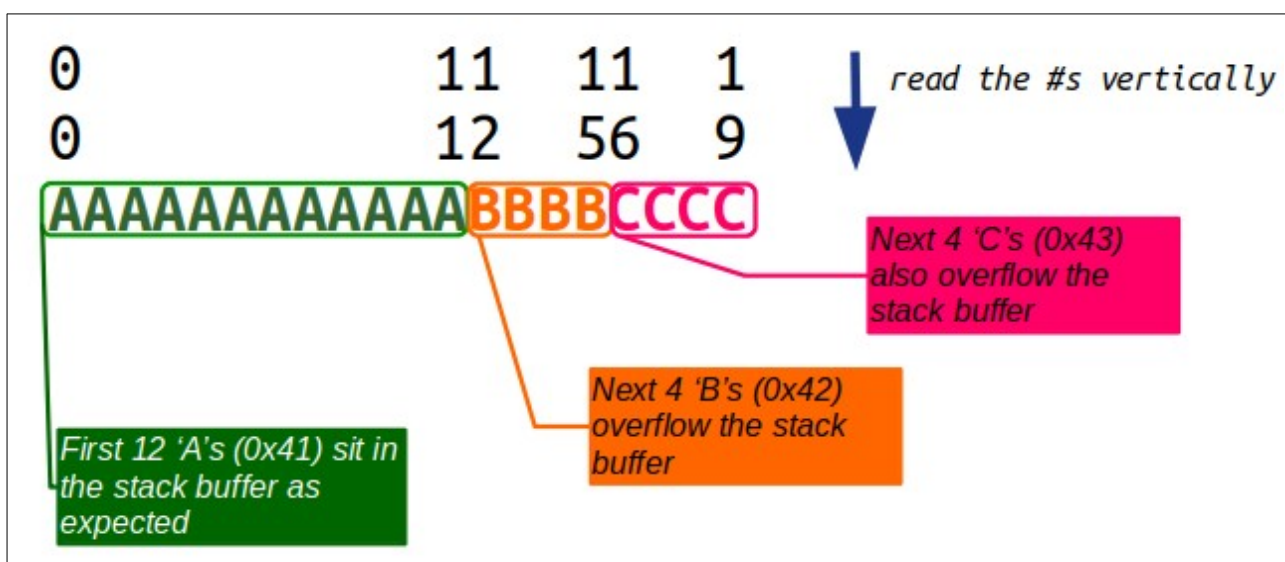 0 11 11 1
read the #s vertically
0 12 56 9
AAAAAAAAAAAABBBBCCCC
Next 4 ‘C’s (0x43)
also overflow the
stack buffer
Next 4 ‘B’s (0x42)
overflow the stack
buffer
First 12 ‘A’s (0x41) sit in
the stack buffer as
expected